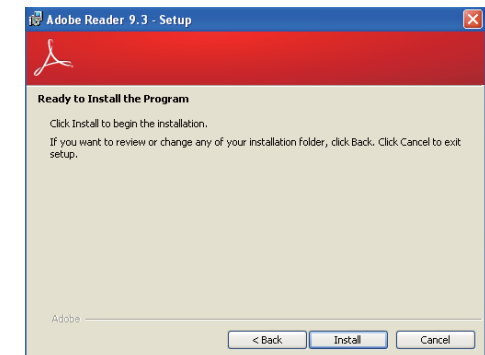 Adobe Reader 9.3 - Setup
Ready to Install the Program
Click Install to begin the installation.
If you want to review or change any of your installation folder, click Back. Click Cancel to exit
setup.
Adobe
< Back Install Cancel